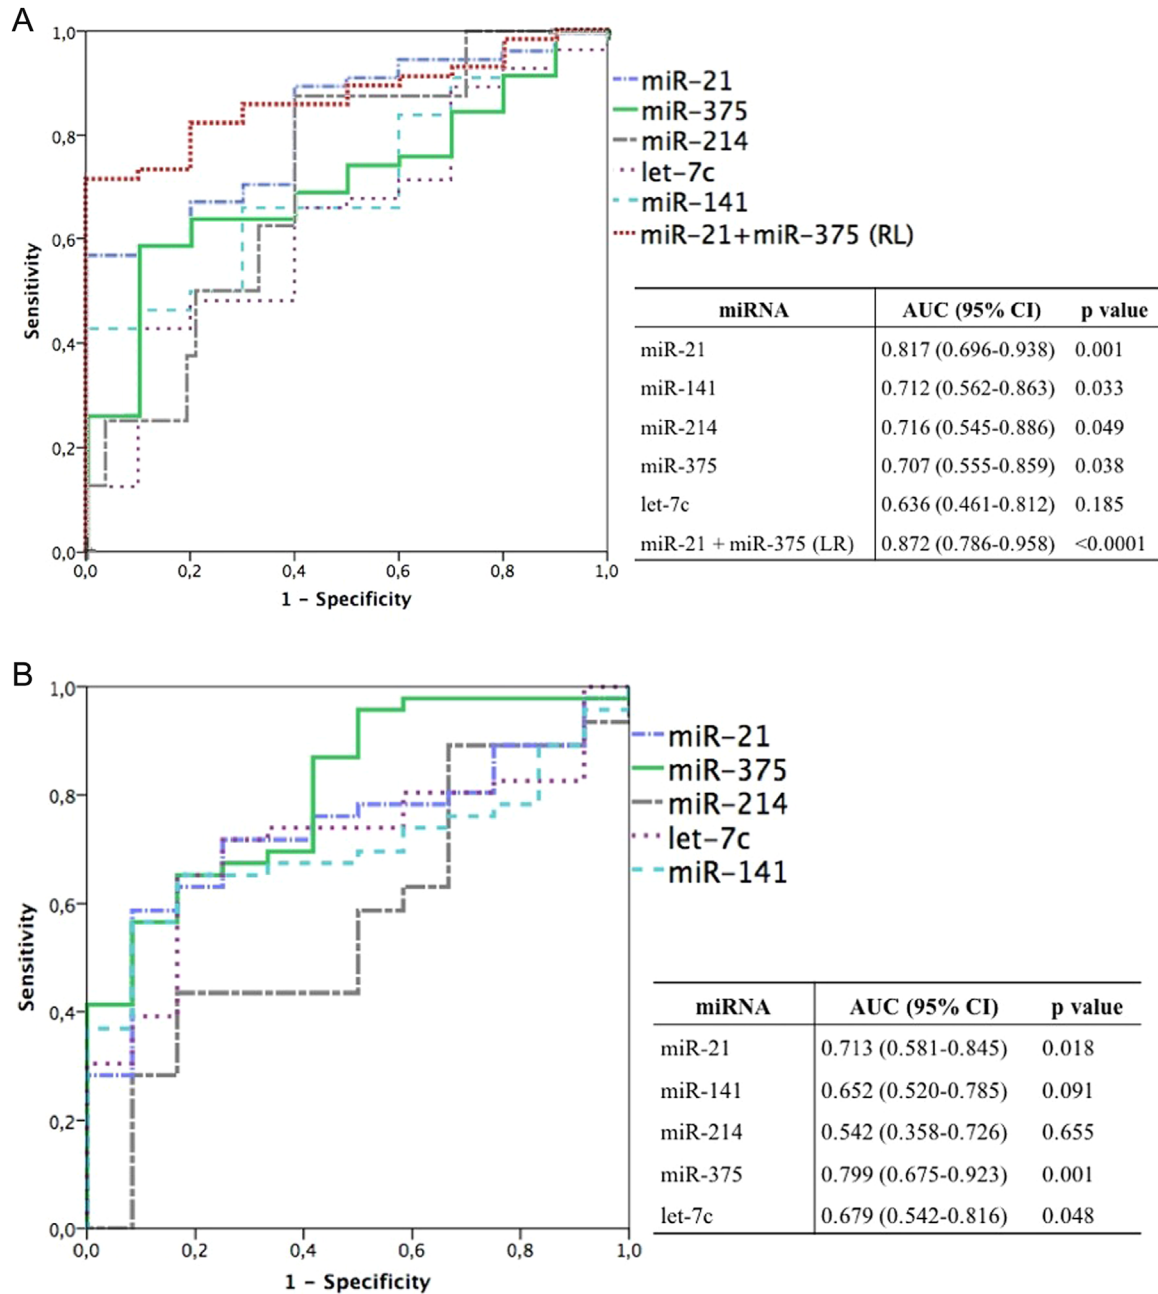 A
1,0
0,8
0,6
0,4
0,2
0,0
Sensitivity
0,0 0,2 0,4 0,6 0,8 1,0
1 - Specificity
miR-21
miR-375
miR-214
let-7c
miR-141
miR-21+miR-375 (RL)
miRNA AUC (95% CI) p value
miR-21 0.817 (0.696-0.938) 0.001
miR-141 0.712 (0.562-0.863) 0.033
miR-214 0.716 (0.545-0.886) 0.049
miR-375 0.707 (0.555-0.859) 0.038
let-7c 0.636 (0.461-0.812) 0.185
miR-21 + miR-375 (LR) 0.872 (0.786-0.958) <0.0001
B
1,0
0,8
0,6
0,4
0,2
0,0
Sensitivity
0,0 0,2 0,4 0,6 0,8 1,0
1 - Specificity
miR-21
miR-375
miR-214
let-7c
miR-141
miRNA AUC (95% CI) p value
miR-21 0.713 (0.581-0.845) 0.018
miR-141 0.652 (0.520-0.785) 0.091
miR-214 0.542 (0.358-0.726) 0.655
miR-375 0.799 (0.675-0.923) 0.001
let-7c 0.679 (0.542-0.816) 0.048